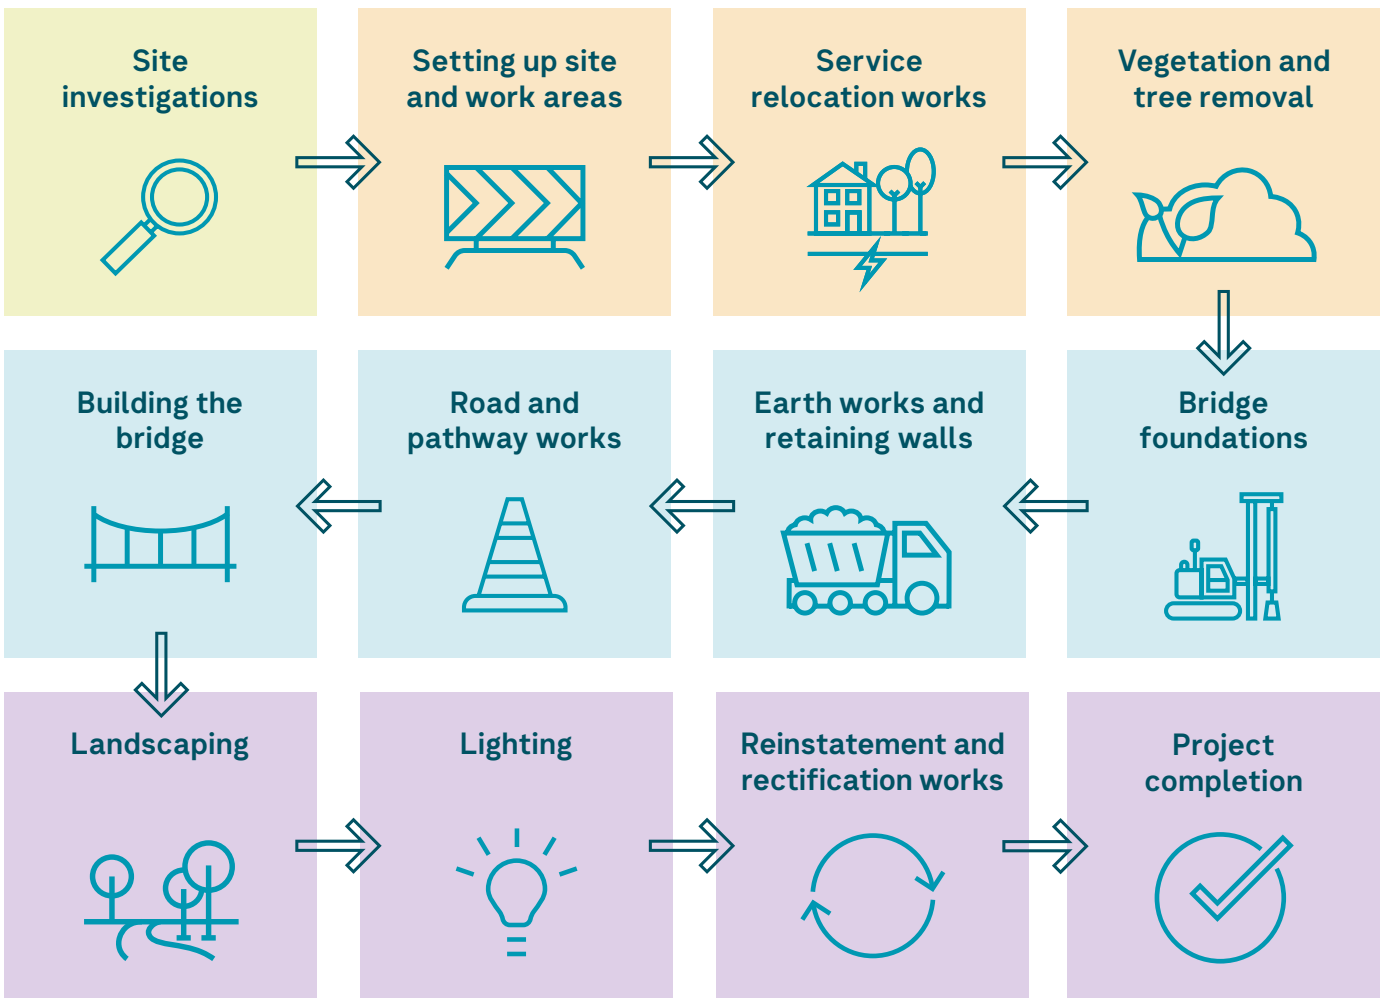 Site
investigations
Setting up site
and work areas
Service
relocation works
Vegetation and
tree removal
Bridge
foundations
Earth works and
retaining walls
Road and
pathway works
Building the
bridge
Landscaping
Lighting
Reinstatement and
rectification works
Project
completion